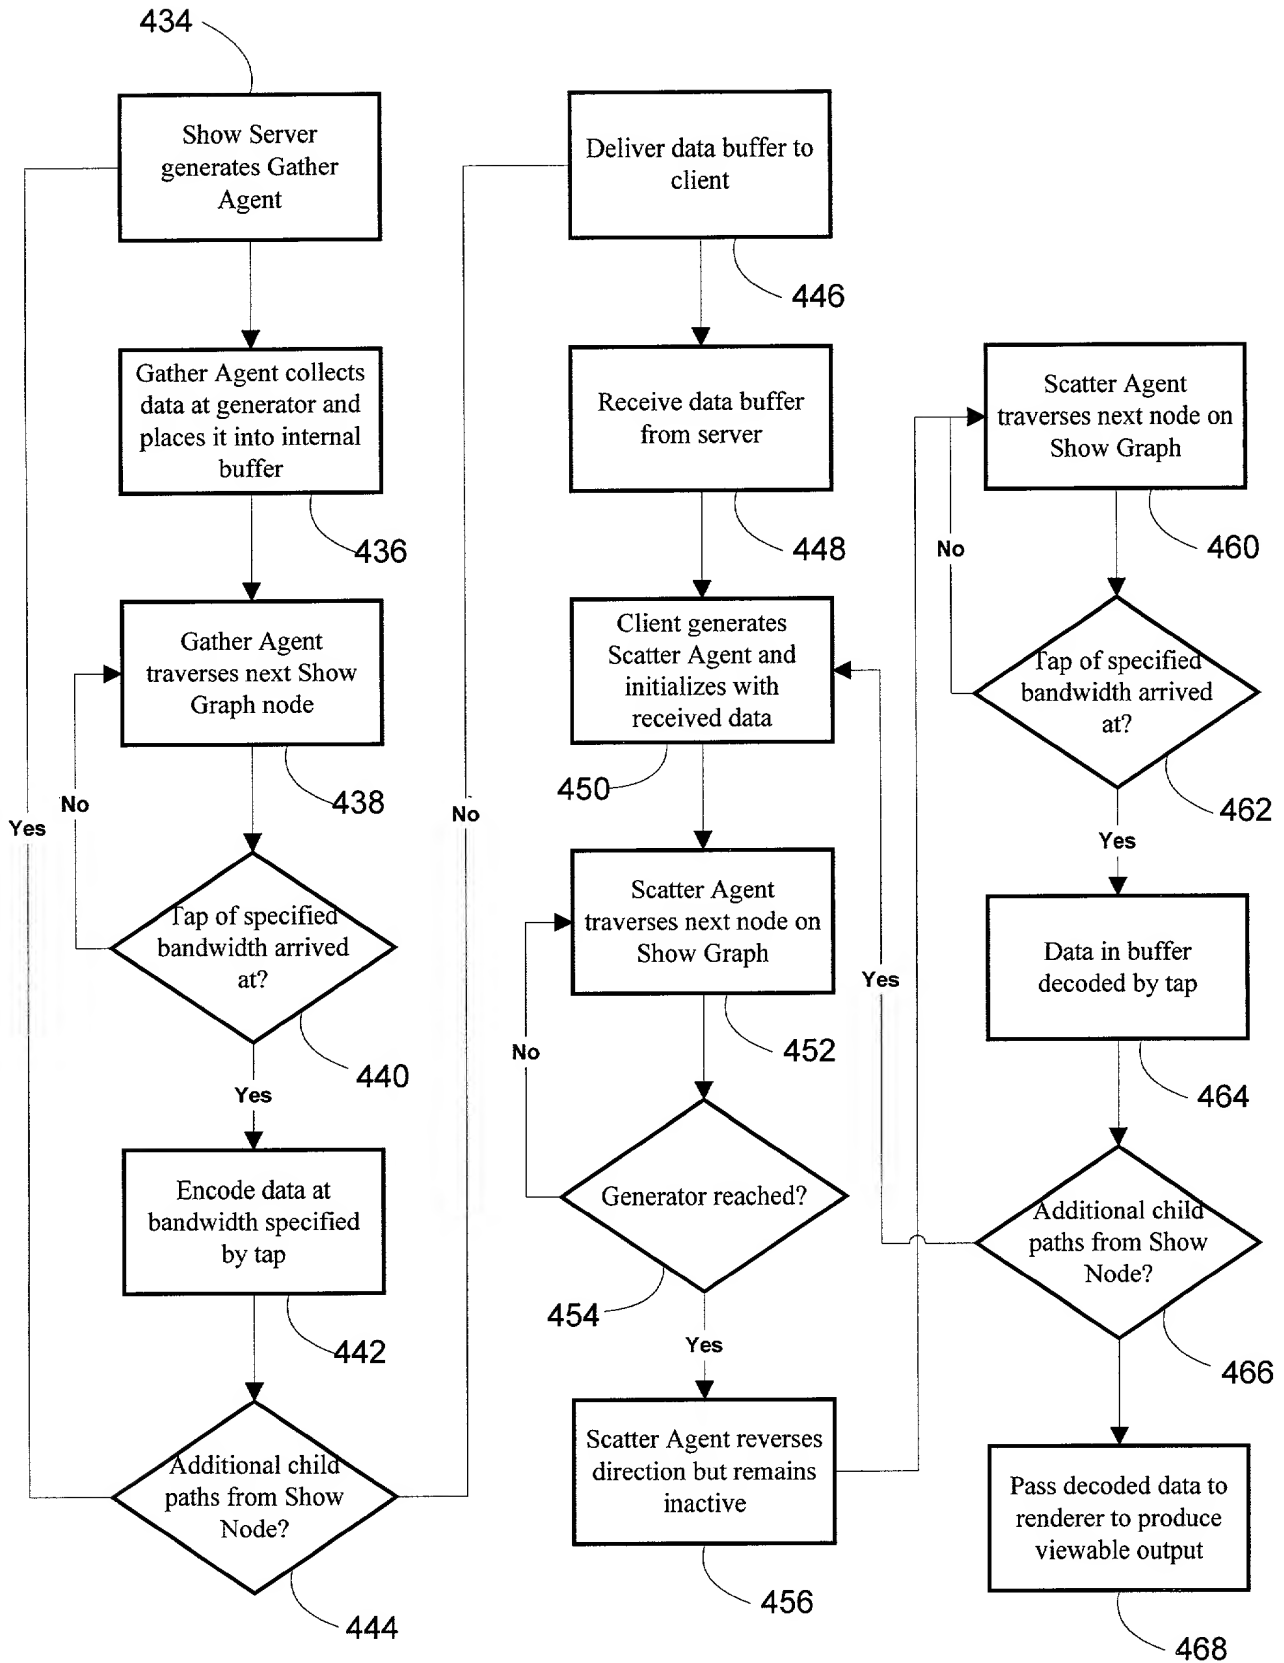 434
Show Server
generates Gather
Agent
Gather Agent collects
data at generator and
places it into internal
buffer
436
Gather Agent
traverses next Show
Graph node
438
No
Yes
Tap of specified
bandwidth arrived
at?
440
Yes
Encode data at
bandwidth specified
by tap
442
Additional child
paths from Show
Node?
444
No
Deliver data buffer to
client
446
Receive data buffer
from server
448
Client generates
Scatter Agent and
initializes with
received data
450
Scatter Agent
traverses next node on
Show Graph
452
No
Generator reached?
454
Yes
Scatter Agent reverses
direction but remains
inactive
456
Scatter Agent
traverses next node on
Show Graph
460
No
Tap of specified
bandwidth arrived
at?
462
Yes
Data in buffer
decoded by tap
464
Yes
Additional child
paths from Show
Node?
466
Pass decoded data to
renderer to produce
viewable output
468